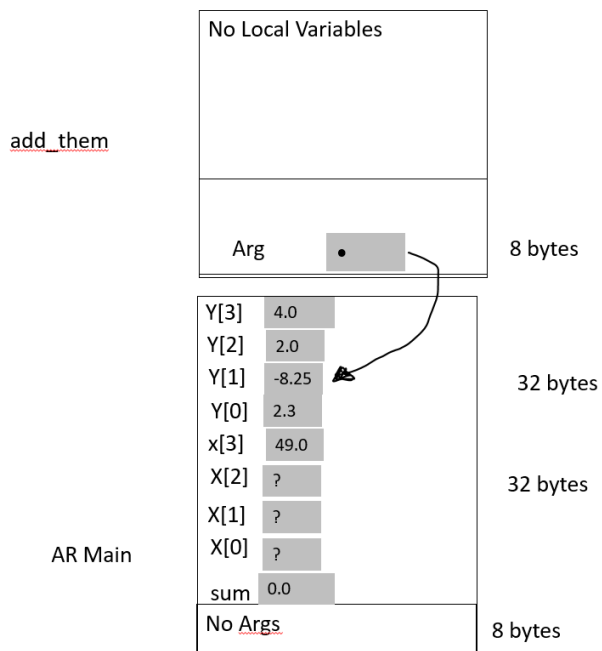 No Local Variables
add_them
Arg
8 bytes
Y[3] 4.0
Y[2] 2.0
Y[1] -8.25
32 bytes
Y[0] 2.3
x[3] 49.0
X[2] ?
32 bytes
X[1] ?
X[0] ?
AR Main
sum 0.0
No Args
8 bytes